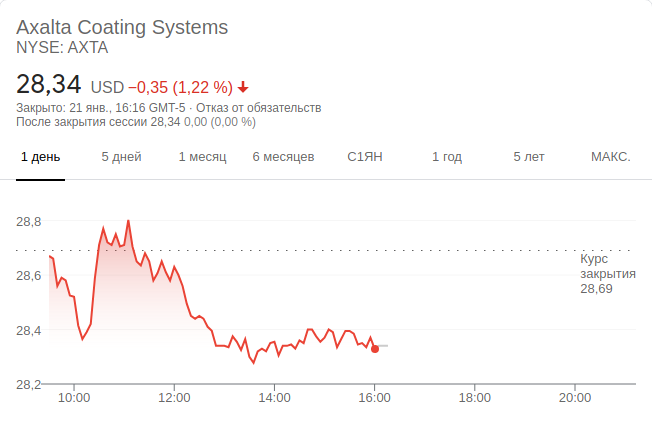 Axalta Coating Systems
NYSE: AXTA
28,34 USD −0,35 (1,22 %)
Закрыто: 21 янв., 16:16 GMT-5 · Отказ от обязательств
После закрытия сессии 28,34 0,00 (0,00 %)
1 день 5 дней 1 месяц 6 месяцев С1ЯН 1 год 5 лет МАКС.
28,8
Курс
закрытия
28,69
28,6
28,4
28,2
10:00 12:00 14:00 16:00 18:00 20:00